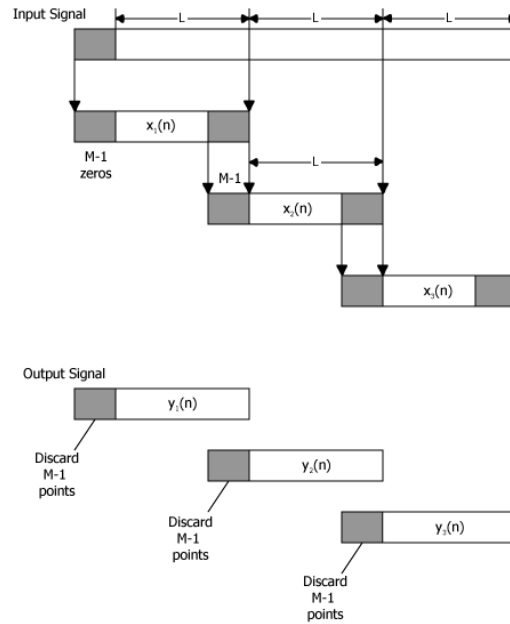 Input Signal
L L L
x₁(n)
M-1
zeros
L
M-1
x₂(n)
x₃(n)
Output Signal
y₁(n)
Discard
M-1
points
y₂(n)
Discard
M-1
points
y₃(n)
Discard
M-1
points